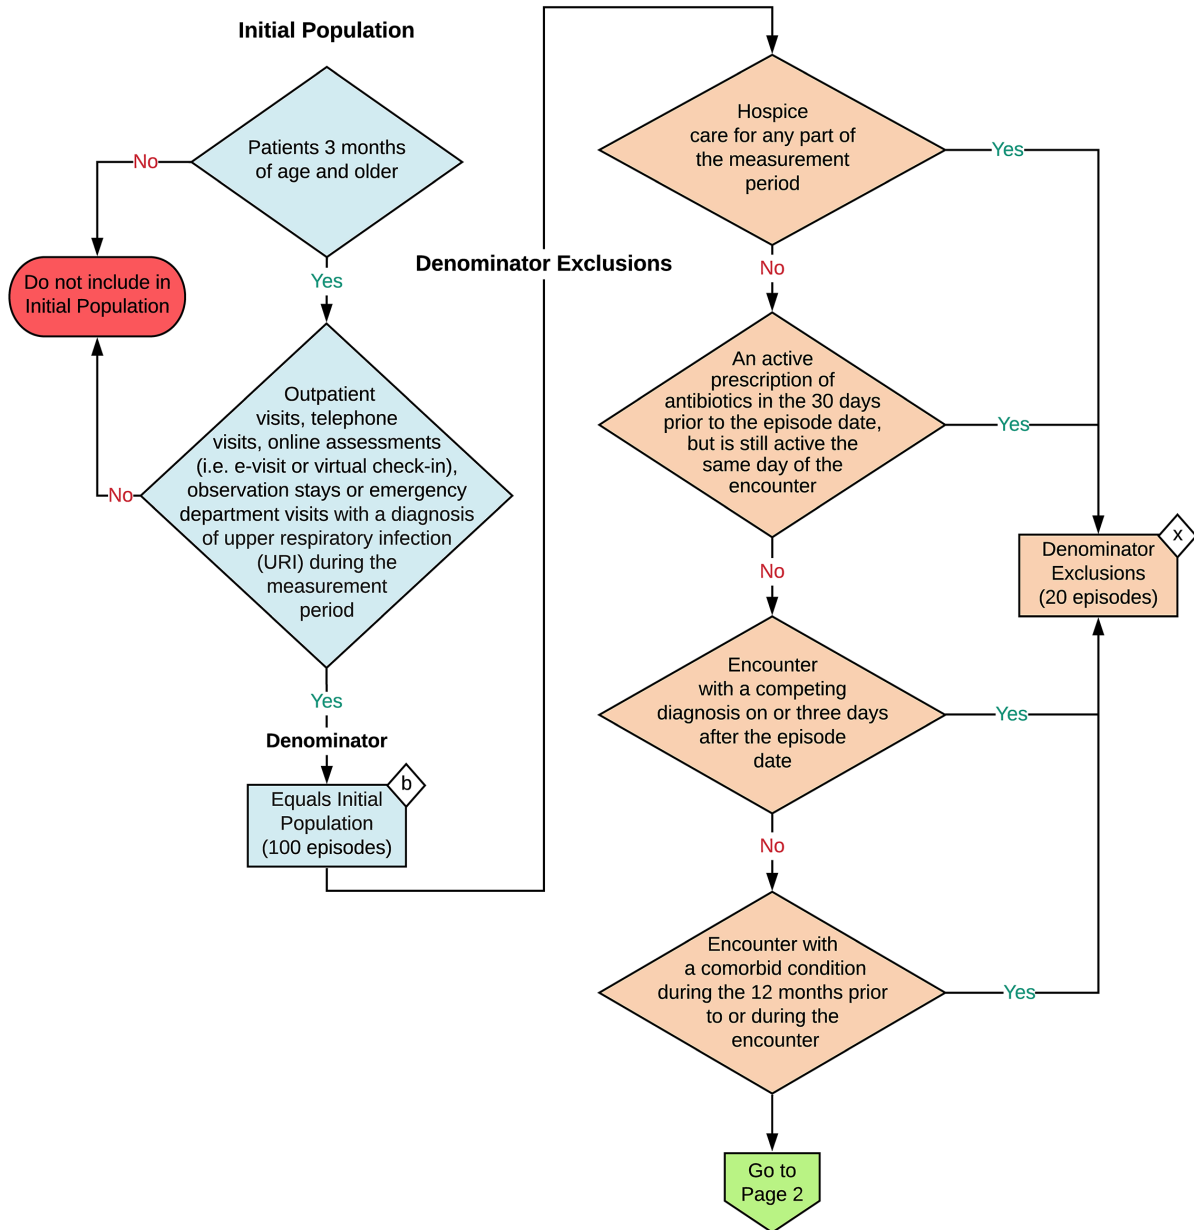 Initial Population
Patients 3 months
of age and older
No
Yes
Do not include in
Initial Population
Outpatient
visits, telephone
visits, online assessments
(i.e. e-visit or virtual check-in),
observation stays or emergency
department visits with a diagnosis
of upper respiratory infection
(URI) during the
measurement
period
No
Yes
Denominator
b
Equals Initial
Population
(100 episodes)
Denominator Exclusions
Hospice
care for any part of
the measurement
period
Yes
No
An active
prescription of
antibiotics in the 30 days
prior to the episode date,
but is still active the
same day of the
encounter
Yes
No
x
Denominator
Exclusions
(20 episodes)
Encounter
with a competing
diagnosis on or three days
after the episode
date
Yes
No
Encounter with
a comorbid condition
during the 12 months prior
to or during the
encounter
Yes
Go to
Page 2